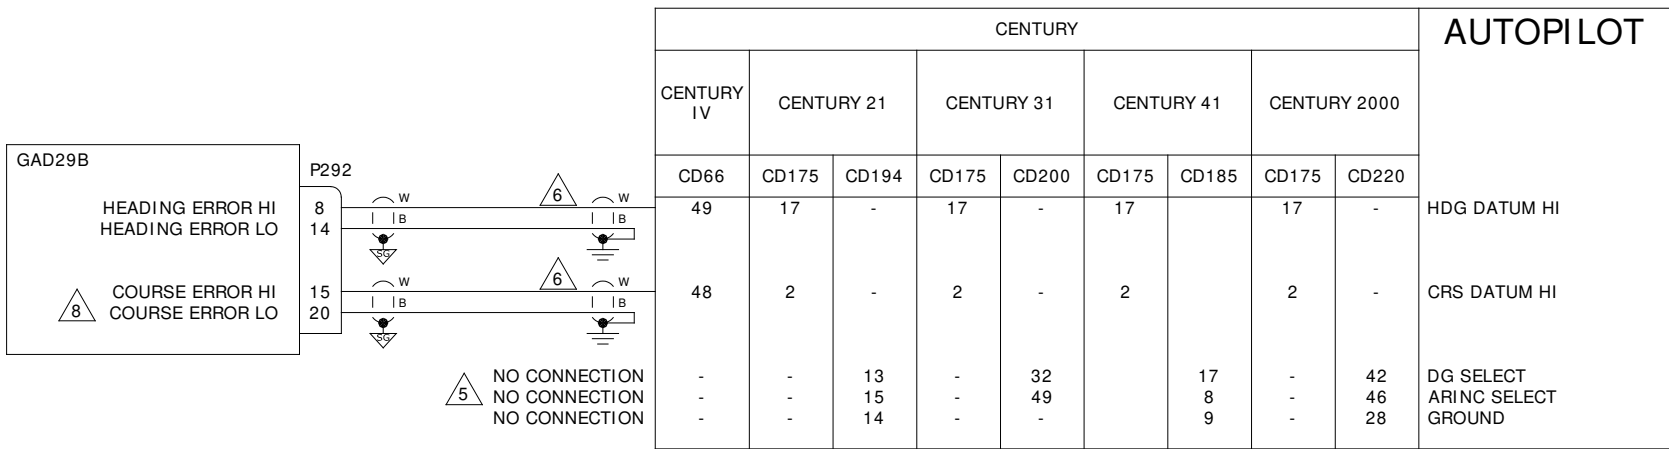 CENTURY AUTOPILOT
CENTURY IV CENTURY 21 CENTURY 31 CENTURY 41 CENTURY 2000
GAD29B P292 CD66 CD175 CD194 CD175 CD200 CD175 CD185 CD175 CD220
HEADING ERROR HI 8 W 6 W 49 17 - 17 - 17 17 - HDG DATUM HI
HEADING ERROR LO 14 B B
SG
COURSE ERROR HI 15 W 6 W 48 2 - 2 - 2 2 - CRS DATUM HI
8 COURSE ERROR LO 20 B B
SG
NO CONNECTION - - 13 - 32 17 - 42 DG SELECT
5 NO CONNECTION - - 15 - 49 8 - 46 ARINC SELECT
NO CONNECTION - - 14 - - 9 - 28 GROUND